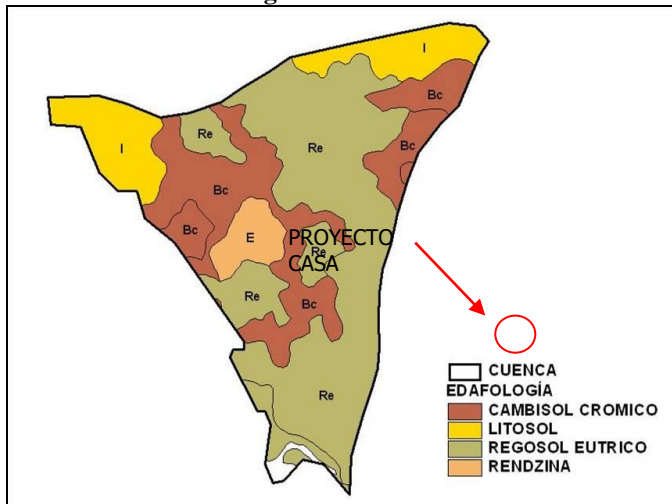 I
Bc
Re
Re
Bc
I
Bc
Bc
E
PROYECTO
CASA
Re
Re
Bc
Re
CUENCA
EDAFOLOGÍA
CAMBISOL CROMICO
LITOSOL
REGOSOL EUTRICO
RENDZINA